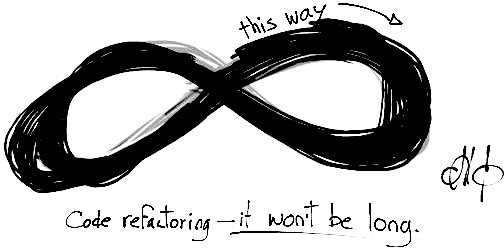 this way
Code refactoring – it won't be long.